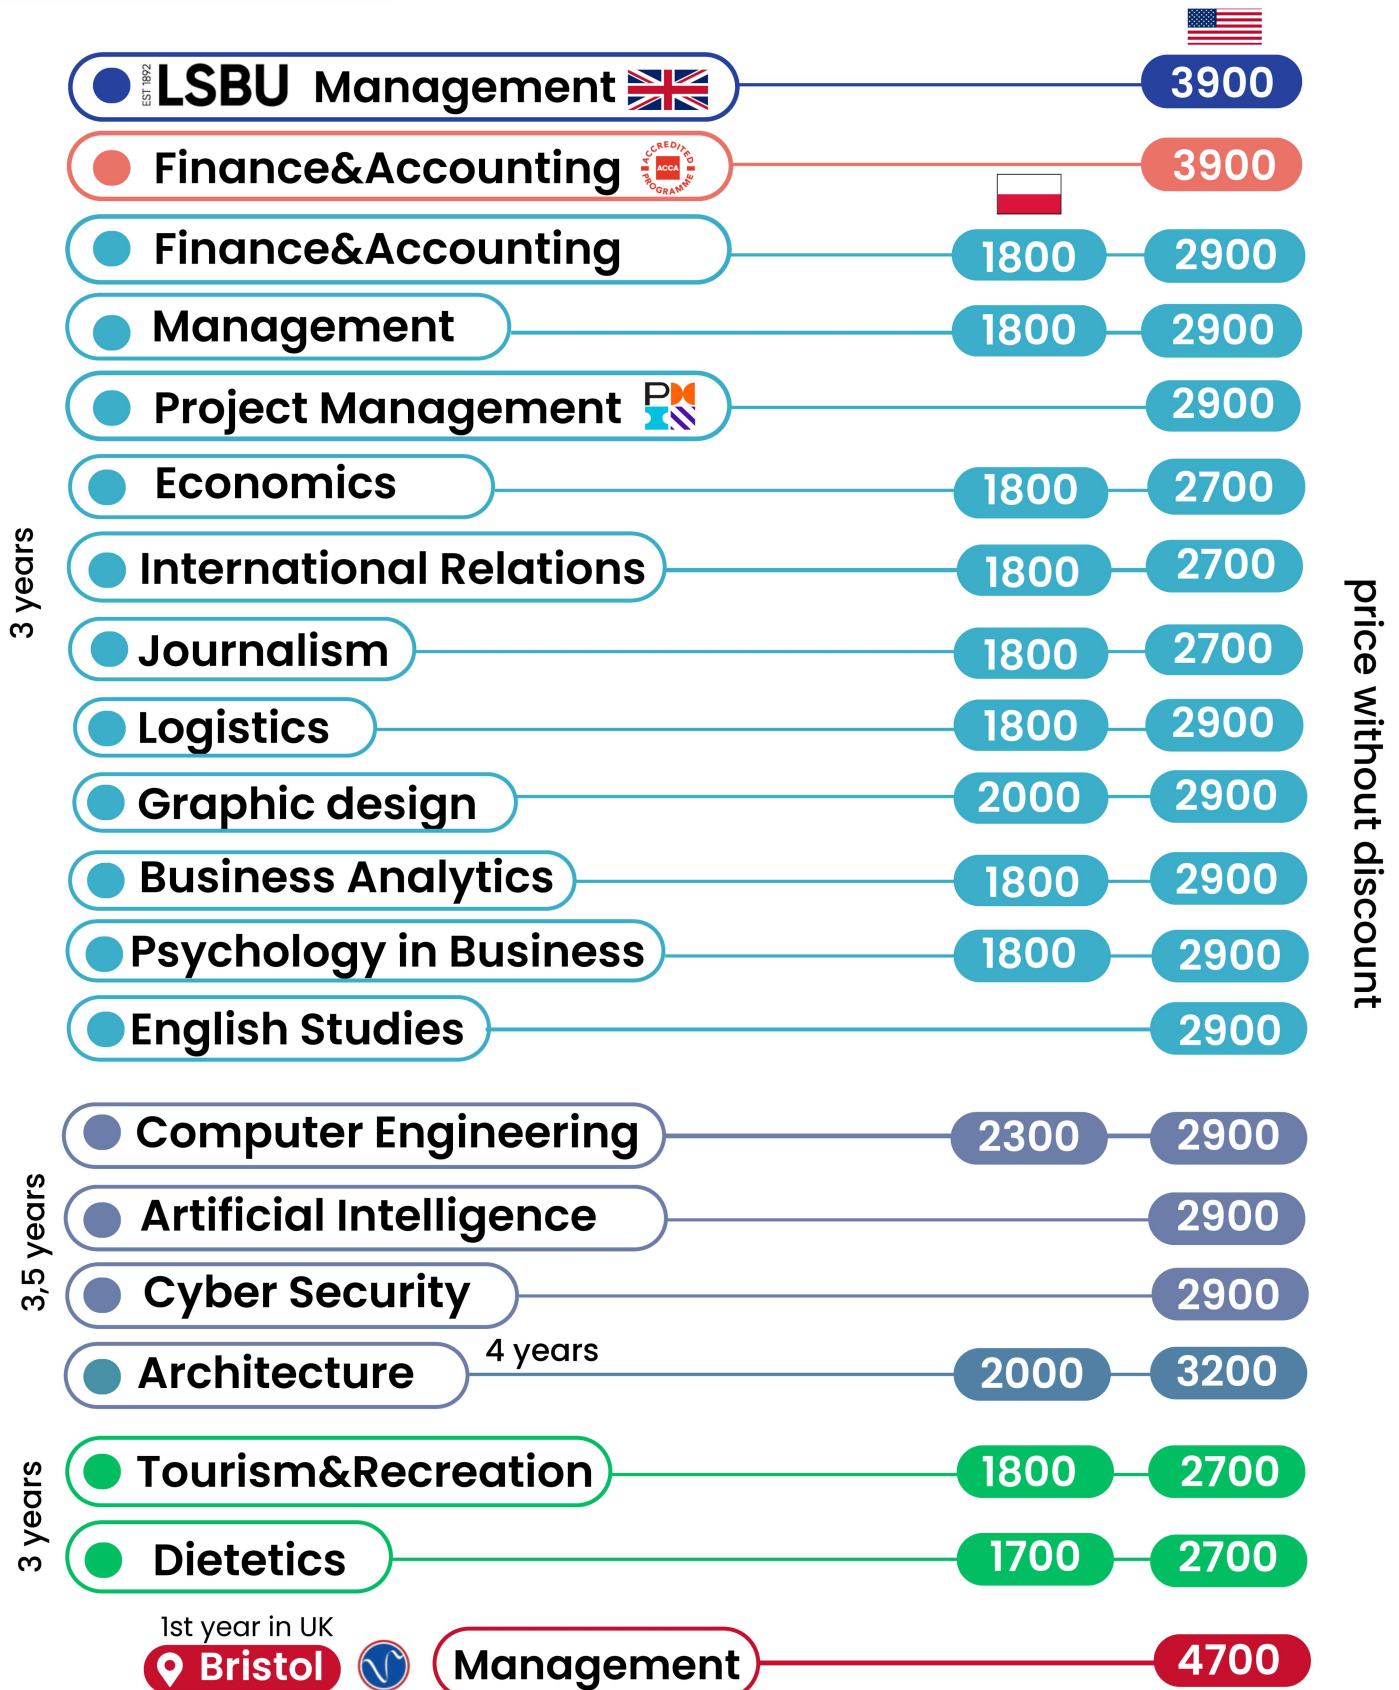 EST 1892 LSBU Management 3900
Finance&Accounting ACCREDITED ACCA PROGRAMME 3900
Finance&Accounting 1800 2900
Management 1800 2900
Project Management 2900
Economics 1800 2700
International Relations 1800 2700
Journalism 1800 2700
Logistics 1800 2900
Graphic design 2000 2900
Business Analytics 1800 2900
Psychology in Business 1800 2900
English Studies 2900
3 years
price without discount
Computer Engineering 2300 2900
Artificial Intelligence 2900
Cyber Security 2900
3,5 years
4 years
Architecture 2000 3200
Tourism&Recreation 1800 2700
Dietetics 1700 2700
3 years
1st year in UK
Bristol Management 4700